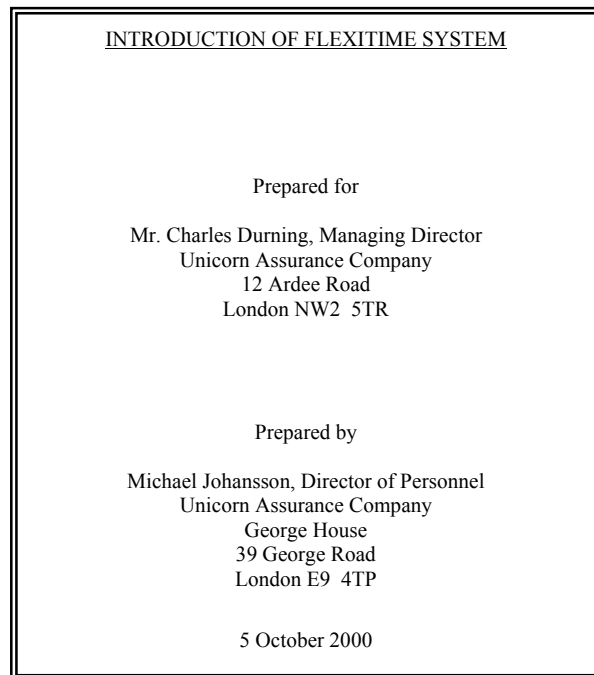 INTRODUCTION OF FLEXITIME SYSTEM
Prepared for
Mr. Charles Durning, Managing Director
Unicorn Assurance Company
12 Ardee Road
London NW2  5TR
Prepared by
Michael Johansson, Director of Personnel
Unicorn Assurance Company
George House
39 George Road
London E9  4TP
5 October 2000